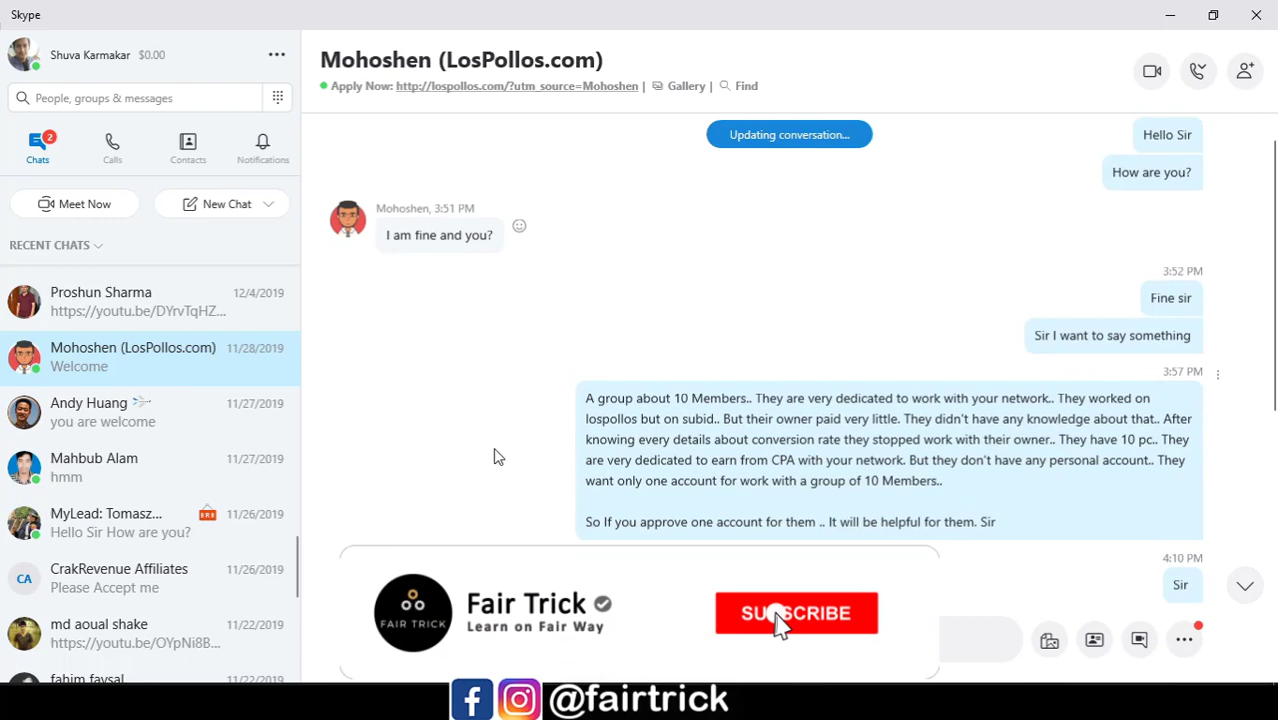 Skype
Shuva Karmakar $0.00
People, groups & messages
2
Chats
Calls
Contacts
Notifications
Meet Now
New Chat
RECENT CHATS
Proshun Sharma 12/4/2019
https://youtu.be/DYrvTqHZ...
Mohoshen (LosPollos.com) 11/28/2019
Welcome
Andy Huang 11/27/2019
you are welcome
Mahbub Alam 11/27/2019
hmm
MyLead: Tomasz... 11/26/2019
Hello Sir How are you?
CA
CrakRevenue Affiliates 11/26/2019
Please Accept me
md aoual shake 11/22/2019
https://youtu.be/OYpNi8B...
fahim faysal 11/22/2019
Mohoshen (LosPollos.com)
Apply Now: http://lospollos.com/?utm_source=Mohoshen | Gallery | Find
Updating conversation...
Hello Sir
How are you?
Mohoshen, 3:51 PM
I am fine and you?
3:52 PM
Fine sir
Sir I want to say something
3:57 PM
A group about 10 Members.. They are very dedicated to work with your network.. They worked on
lospollos but on subid.. But their owner paid very little. They didn't have any knowledge about that.. After
knowing every details about conversion rate they stopped work with their owner.. They have 10 pc.. They
are very dedicated to earn from CPA with your network. But they don't have any personal account.. They
want only one account for work with a group of 10 Members..
So If you approve one account for them .. It will be helpful for them. Sir
4:10 PM
Sir
FAIR TRICK
Fair Trick
Learn on Fair Way
SUBSCRIBE
@fairtrick